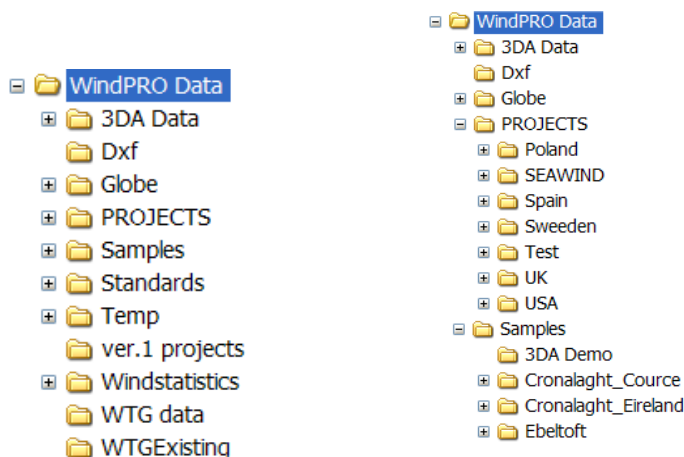 WindPRO Data
3DA Data
Dxf
Globe
PROJECTS
Samples
Standards
Temp
ver.1 projects
Windstatistics
WTG data
WTGExisting
WindPRO Data
3DA Data
Dxf
Globe
PROJECTS
Poland
SEAWIND
Spain
Sweeden
Test
UK
USA
Samples
3DA Demo
Cronalaght_Cource
Cronalaght_Eireland
Ebeltoft